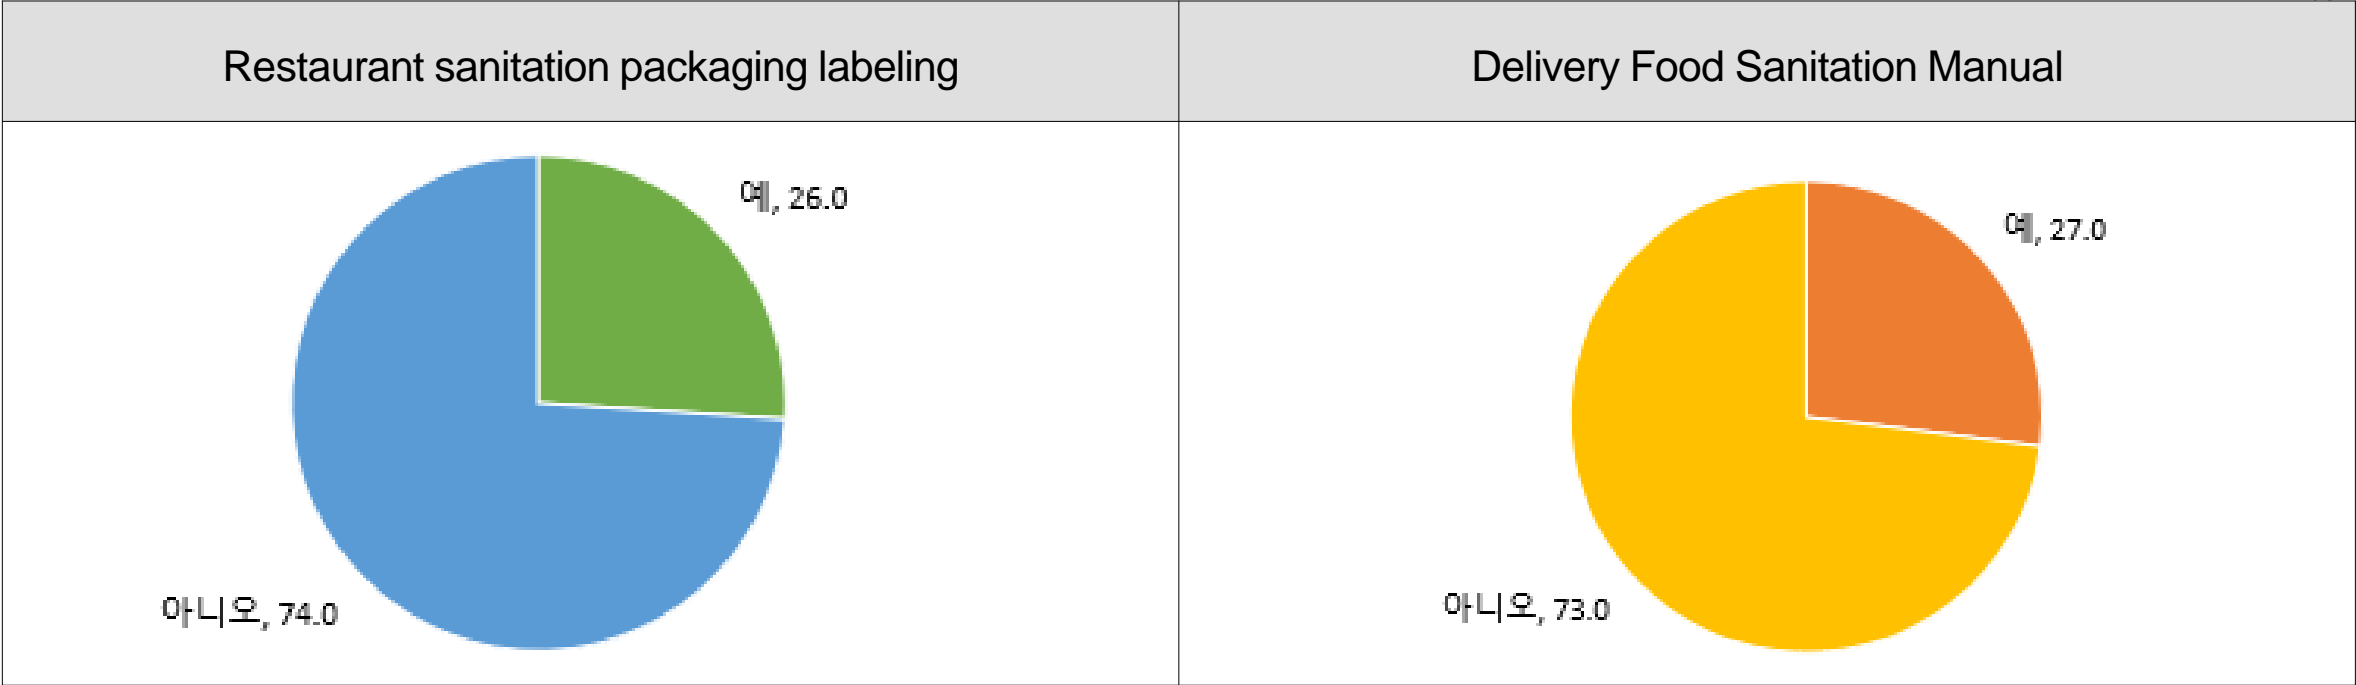 Restaurant sanitation packaging labeling
Delivery Food Sanitation Manual
예, 26.0
아니오, 74.0
예, 27.0
아니오, 73.0